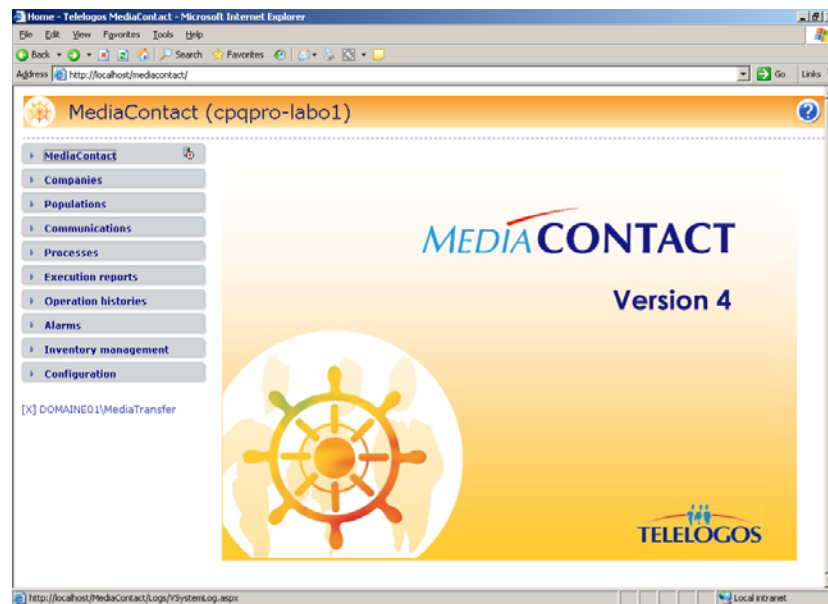 Home - Telelogos MediaContact - Microsoft Internet Explorer
File Edit View Favorites Tools Help
Back Search Favorites
Address http://localhost/mediacontact/ Go Links
MediaContact (cpqpro-labo1)
MediaContact
Companies
Populations
Communications
Processes
Execution reports
Operation histories
Alarms
Inventory management
Configuration
[X] DOMAINE01\MediaTransfer
MEDIACONTACT
Version 4
TELELOGOS
http://localhost/MediaContact/Logs/VSystemLog.aspx Local intranet